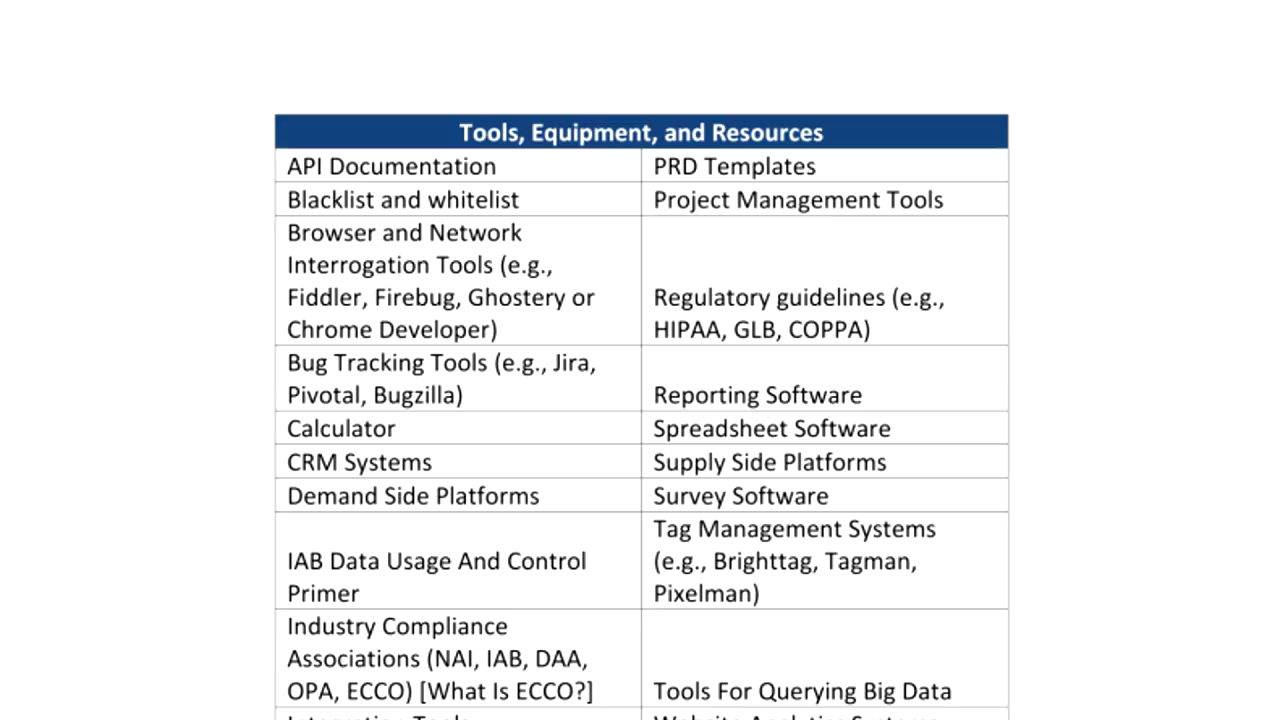 Tools, Equipment, and Resources
API Documentation
PRD Templates
Blacklist and whitelist
Project Management Tools
Browser and Network
Interrogation Tools (e.g.,
Fiddler, Firebug, Ghostery or
Chrome Developer)
Regulatory guidelines (e.g.,
HIPAA, GLB, COPPA)
Bug Tracking Tools (e.g., Jira,
Pivotal, Bugzilla)
Reporting Software
Calculator
Spreadsheet Software
CRM Systems
Supply Side Platforms
Demand Side Platforms
Survey Software
IAB Data Usage And Control
Primer
Tag Management Systems
(e.g., Brighttag, Tagman,
Pixelman)
Industry Compliance
Associations (NAI, IAB, DAA,
OPA, ECCO) [What Is ECCO?]
Tools For Querying Big Data